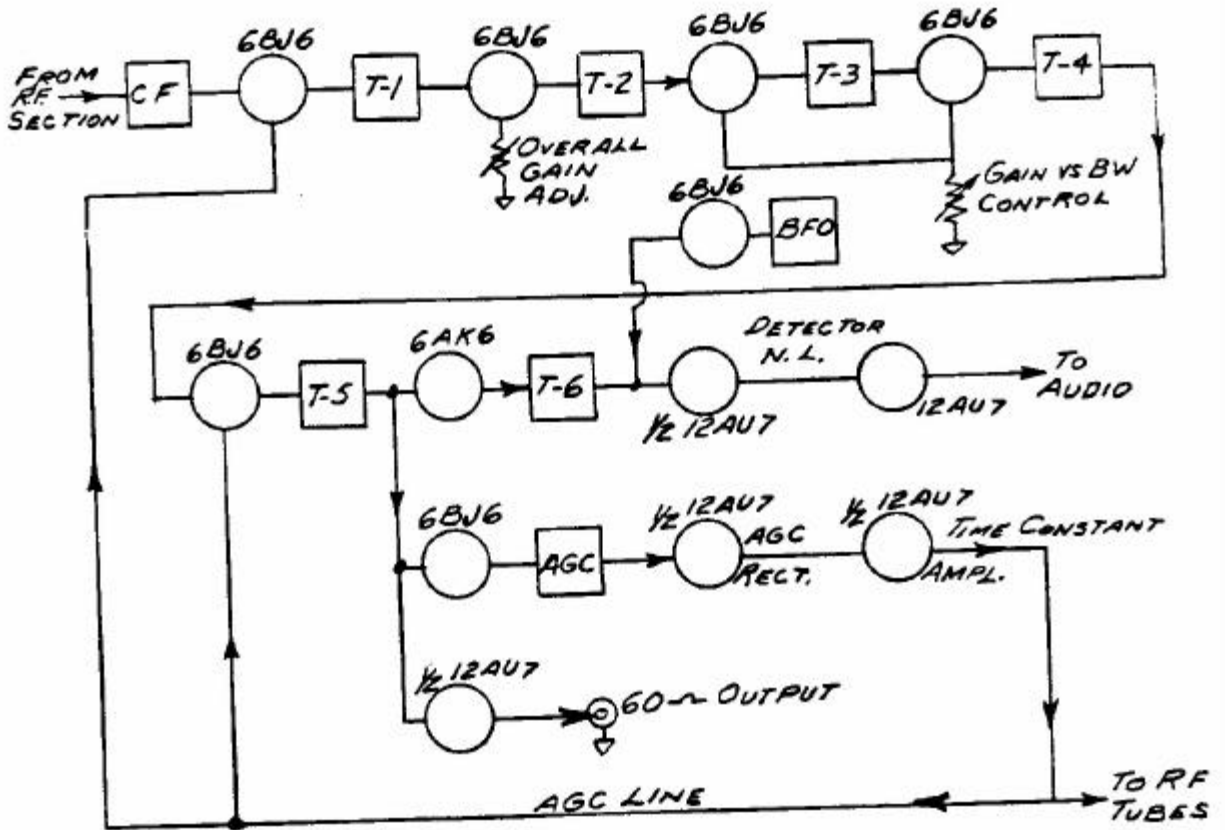 6BJ6
6BJ6
6BJ6
6BJ6
FROM
R.F.
SECTION
CF
T-1
T-2
T-3
T-4
OVERALL
GAIN
ADJ.
GAIN VS BW
CONTROL
6BJ6
BFO
6BJ6
T-5
6AK6
T-6
DETECTOR
N.L.
½ 12AU7
12AU7
TO
AUDIO
6BJ6
AGC
½ 12AU7
AGC
RECT.
½ 12AU7
TIME CONSTANT
AMPL.
½ 12AU7
60 Ω OUTPUT
AGC LINE
TO RF
TUBES